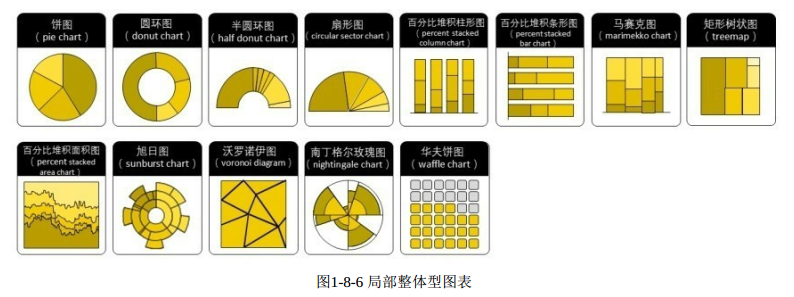 饼图
（pie chart）
圆环图
（donut chart）
半圆环图
（half donut chart）
扇形图
（circular sector chart）
百分比堆积柱形图
（percent stacked
column chart）
百分比堆积条形图
（percent stacked
bar chart）
马赛克图
（marimekko chart）
矩形树状图
（treemap）
百分比堆积面积图
（percent stacked
area chart）
旭日图
（sunburst chart）
沃罗诺伊图
（voronoi diagram）
南丁格尔玫瑰图
（nightingale chart）
华夫饼图
（waffle chart）
图1-8-6 局部整体型图表